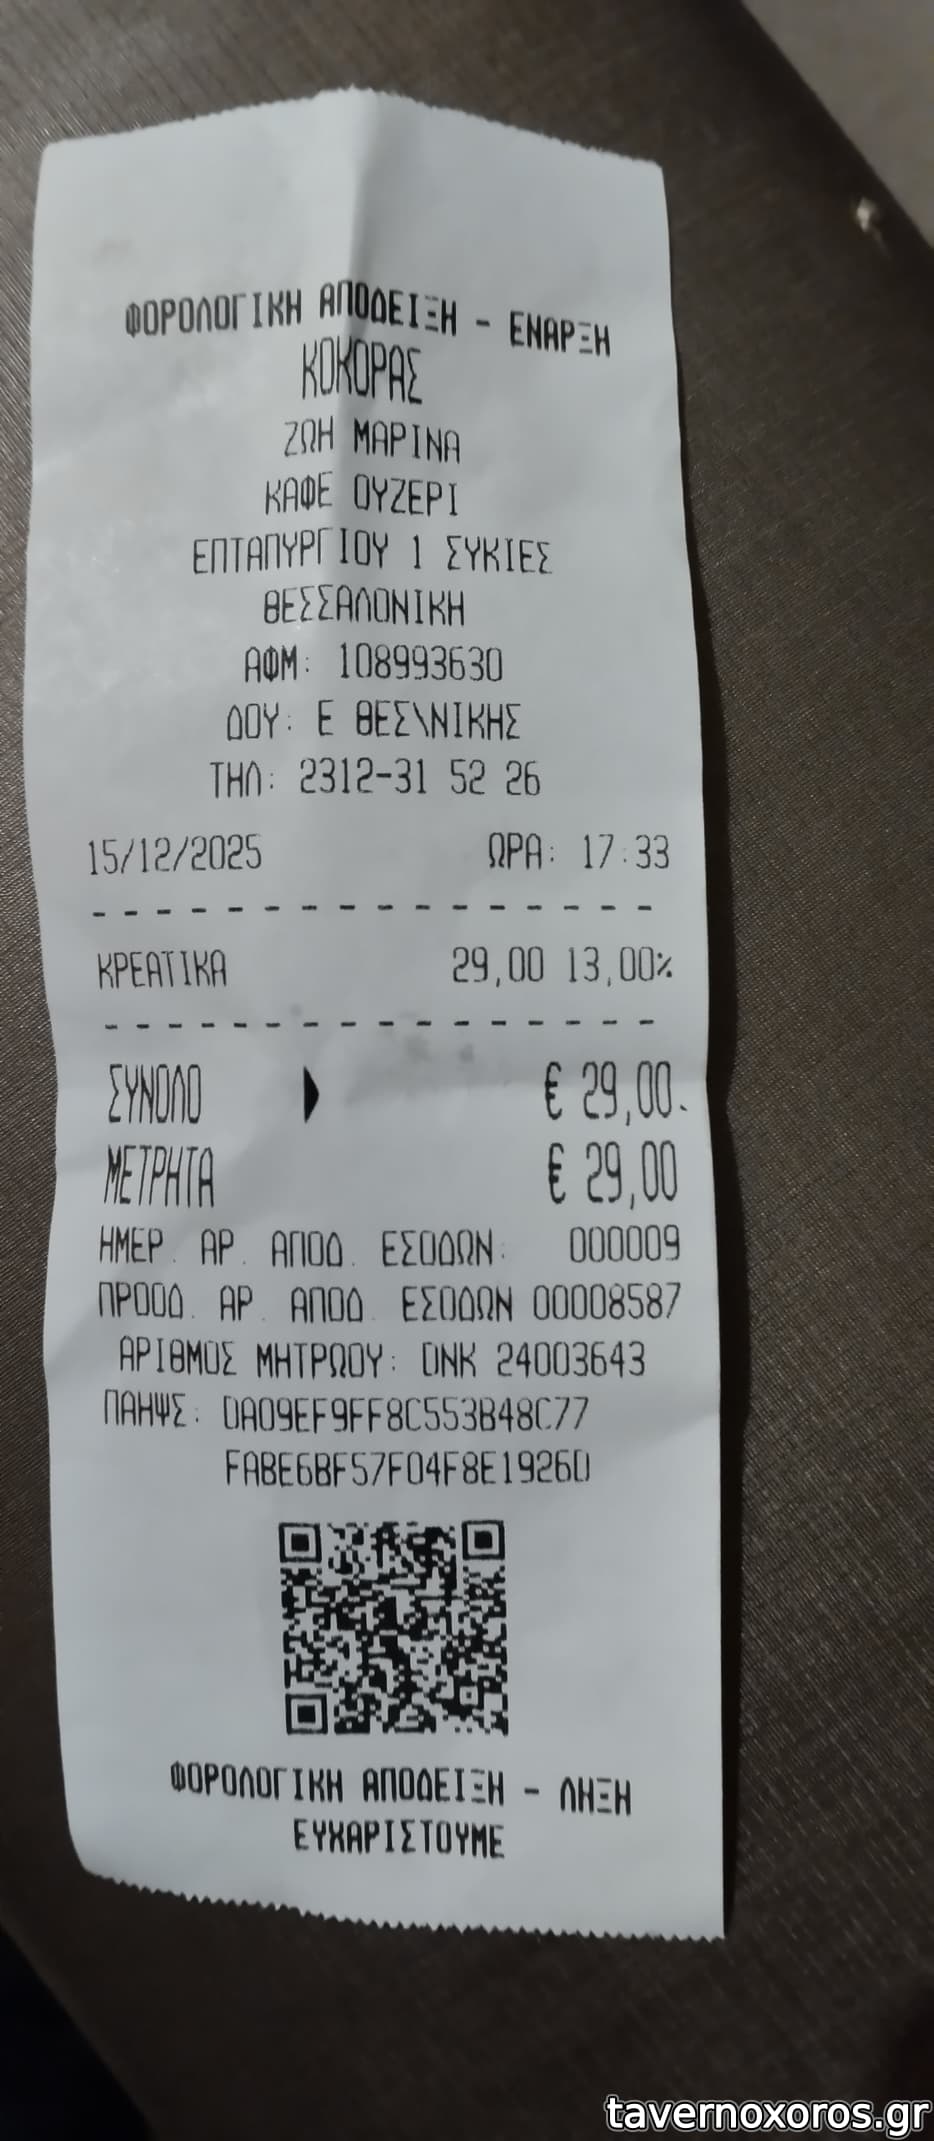 ΦΟΡΟΛΟΓΙΚΗ ΑΠΟΔΕΙΞΗ - ΕΝΑΡΞΗ
ΚΟΚΟΡΑΣ
ΖΩΗ ΜΑΡΙΝΑ
ΚΑΦΕ ΟΥΖΕΡΙ
ΕΠΤΑΠΥΡΓΙΟΥ 1 ΣΥΚΙΕΣ
ΘΕΣΣΑΛΟΝΙΚΗ
ΑΦΜ: 108993630
ΔΟΥ: Ε ΘΕΣ\ΝΙΚΗΣ
ΤΗΛ: 2312-31 52 26
15/12/2025 ΩΡΑ: 17:33
ΚΡΕΑΤΙΚΑ 29,00 13,00%
ΣΥΝΟΛΟ € 29,00
ΜΕΤΡΗΤΑ € 29,00
ΗΜΕΡ. ΑΡ. ΑΠΟΔ. ΕΣΟΔΩΝ: 000009
ΠΡΟΟΔ. ΑΡ. ΑΠΟΔ. ΕΣΟΔΩΝ 00008587
ΑΡΙΘΜΟΣ ΜΗΤΡΩΟΥ: DNK 24003643
ΠΑΗΨΣ: DA09EF9FF8C553B48C77
FABE6BF57F04F8E1926D
ΦΟΡΟΛΟΓΙΚΗ ΑΠΟΔΕΙΞΗ - ΛΗΞΗ
ΕΥΧΑΡΙΣΤΟΥΜΕ
tavernoxoros.gr